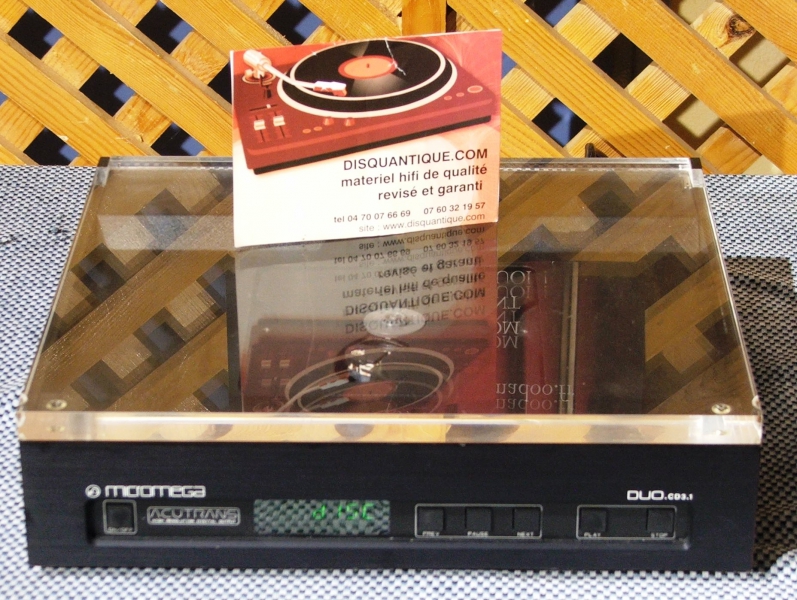 DISQUANTIQUE.COM
materiel hifi de qualité
revisé et garanti
tel 04 70 07 66 69 07 60 32 19 57
site : www.disquantique.com
micromega
DUO.CD3.1
ACUTRANS
DISC
PREV PAUSE NEXT PLAY STOP